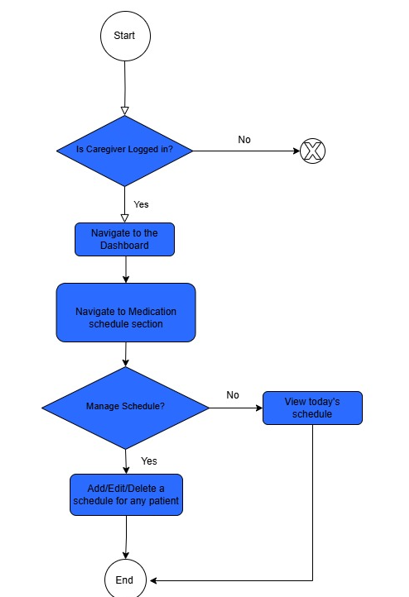 Start
Is Caregiver Logged in?
No
X
Yes
Navigate to the
Dashboard
Navigate to Medication
schedule section
Manage Schedule?
No
View today's
schedule
Yes
Add/Edit/Delete a
schedule for any patient
End